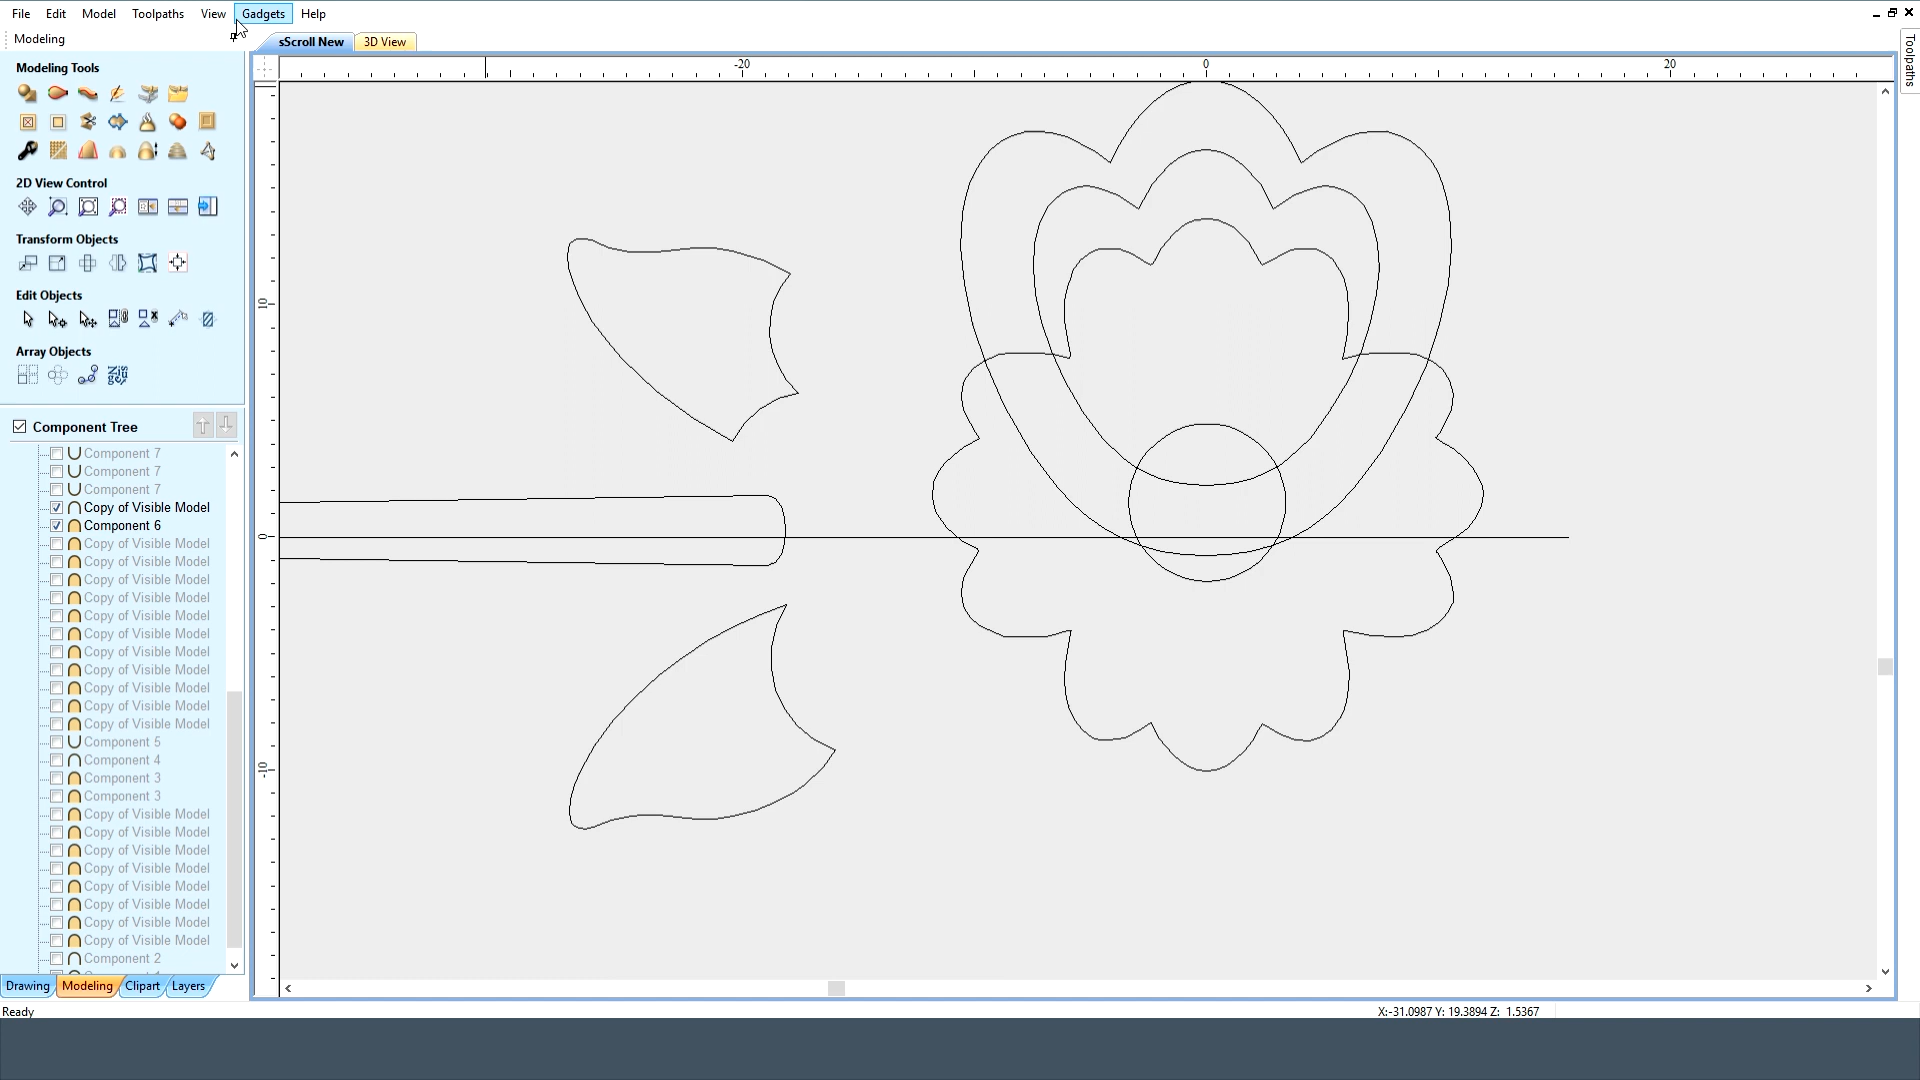 File Edit Model Toolpaths View Gadgets Help
Modeling
sScroll New 3D View
Toolpaths
-20 0 20
Modeling Tools
2D View Control
Transform Objects
Edit Objects
Array Objects
10
0
-10
Component Tree
Component 7
Component 7
Component 7
Copy of Visible Model
Component 6
Copy of Visible Model
Copy of Visible Model
Copy of Visible Model
Copy of Visible Model
Copy of Visible Model
Copy of Visible Model
Copy of Visible Model
Copy of Visible Model
Copy of Visible Model
Copy of Visible Model
Copy of Visible Model
Component 5
Component 4
Component 3
Component 3
Copy of Visible Model
Copy of Visible Model
Copy of Visible Model
Copy of Visible Model
Copy of Visible Model
Copy of Visible Model
Copy of Visible Model
Copy of Visible Model
Component 2
Drawing Modeling Clipart Layers
Ready
X:-31.0987 Y: 19.3894 Z: 1.5367